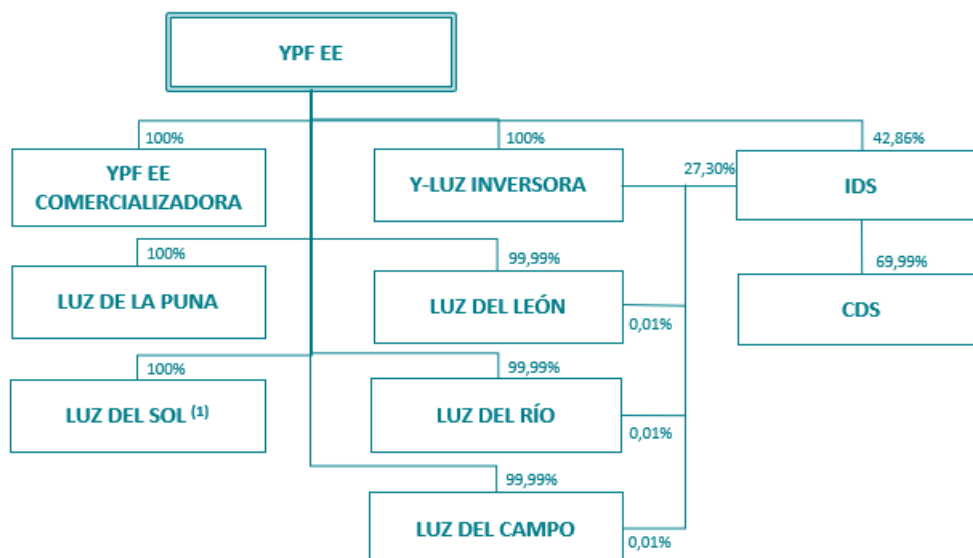 YPF EE
100%
100%
42,86%
YPF EE
COMERCIALIZADORA
Y-LUZ INVERSORA
27,30%
IDS
100%
99,99%
69,99%
LUZ DE LA PUNA
LUZ DEL LEÓN
0,01%
CDS
100%
99,99%
LUZ DEL SOL (1)
LUZ DEL RÍO
0,01%
99,99%
LUZ DEL CAMPO
0,01%